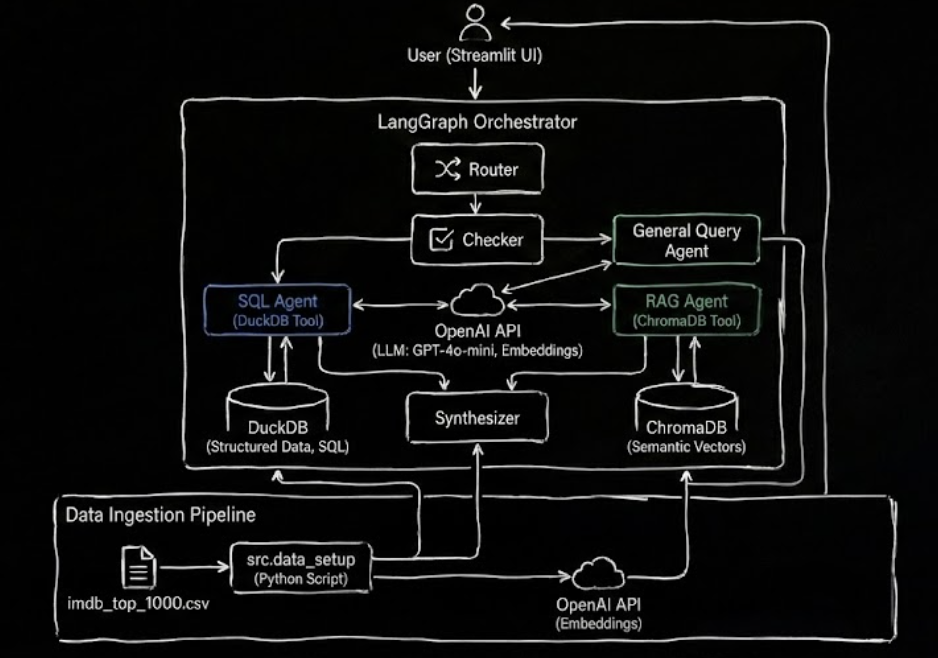 User (Streamlit UI)
LangGraph Orchestrator
Router
Checker
General Query
Agent
SQL Agent
(DuckDB Tool)
OpenAI API
(LLM: GPT-4o-mini, Embeddings)
RAG Agent
(ChromaDB Tool)
DuckDB
(Structured Data, SQL)
Synthesizer
ChromaDB
(Semantic Vectors)
Data Ingestion Pipeline
imdb_top_1000.csv
src.data_setup
(Python Script)
OpenAI API
(Embeddings)